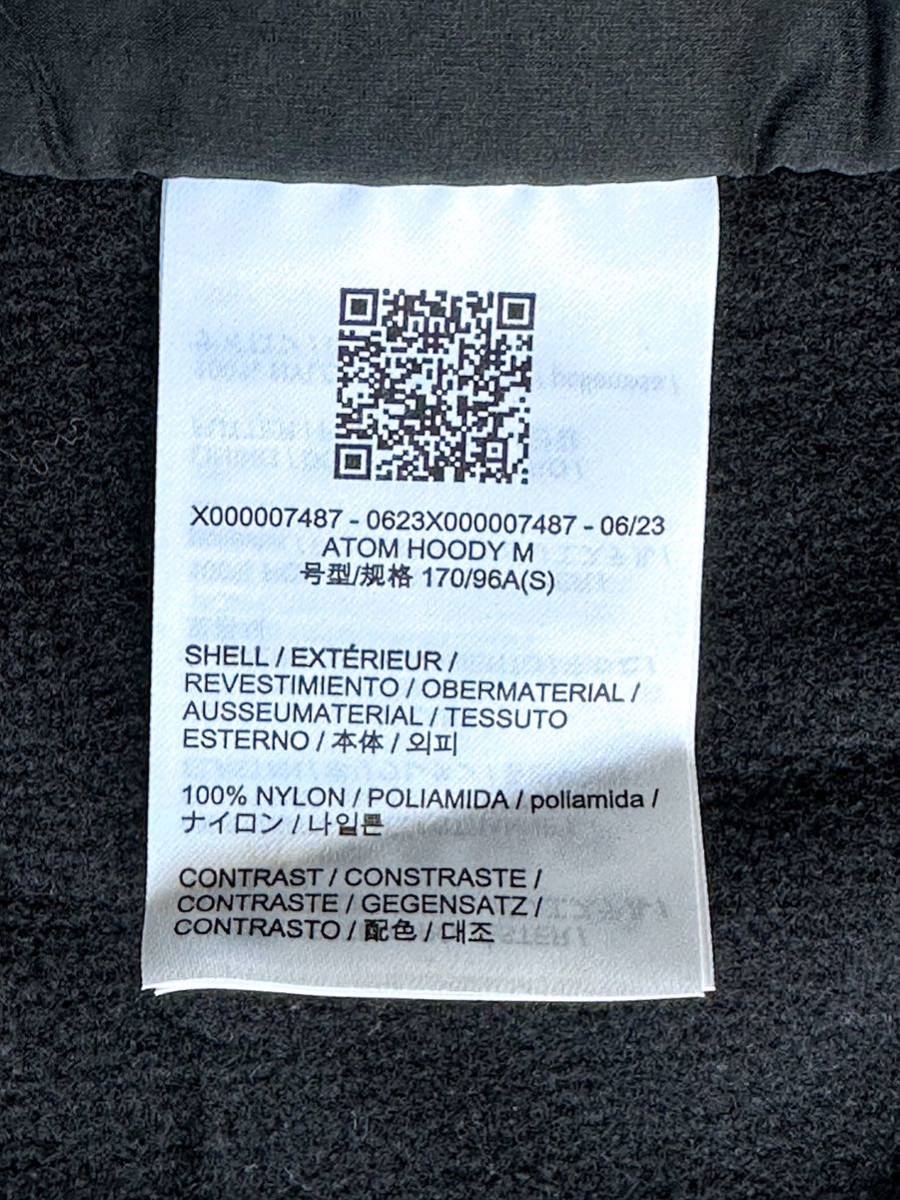 X000007487 - 0623X000007487 - 06/23
ATOM HOODY M
号型/规格 170/96A(S)
SHELL / EXTÉRIEUR /
REVESTIMIENTO / OBERMATERIAL /
AUSSEUMATERIAL / TESSUTO
ESTERNO / 本体 / 외피
100% NYLON / POLIAMIDA / poliamida /
ナイロン / 나일론
CONTRAST / CONSTRASTE /
CONTRASTE / GEGENSATZ /
CONTRASTO / 配色 / 대조